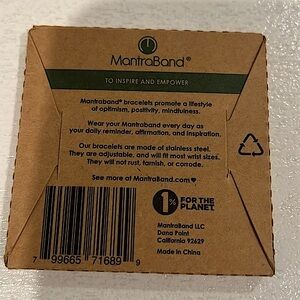 MantraBand®
TO INSPIRE AND EMPOWER
Mantraband® bracelets promote a lifestyle
of optimism, positivity, mindfulness.
Wear your Mantraband every day as
your daily reminder, affirmation, and inspiration.
Our bracelets are made of stainless steel.
They are adjustable, and will fit most wrist sizes.
They will not rust, tarnish, or corrode.
See more at MantraBand.com♥
1% FOR THE
PLANET
MantraBand LLC
Dana Point
California 92629
Made in China
7 99665 71689 9